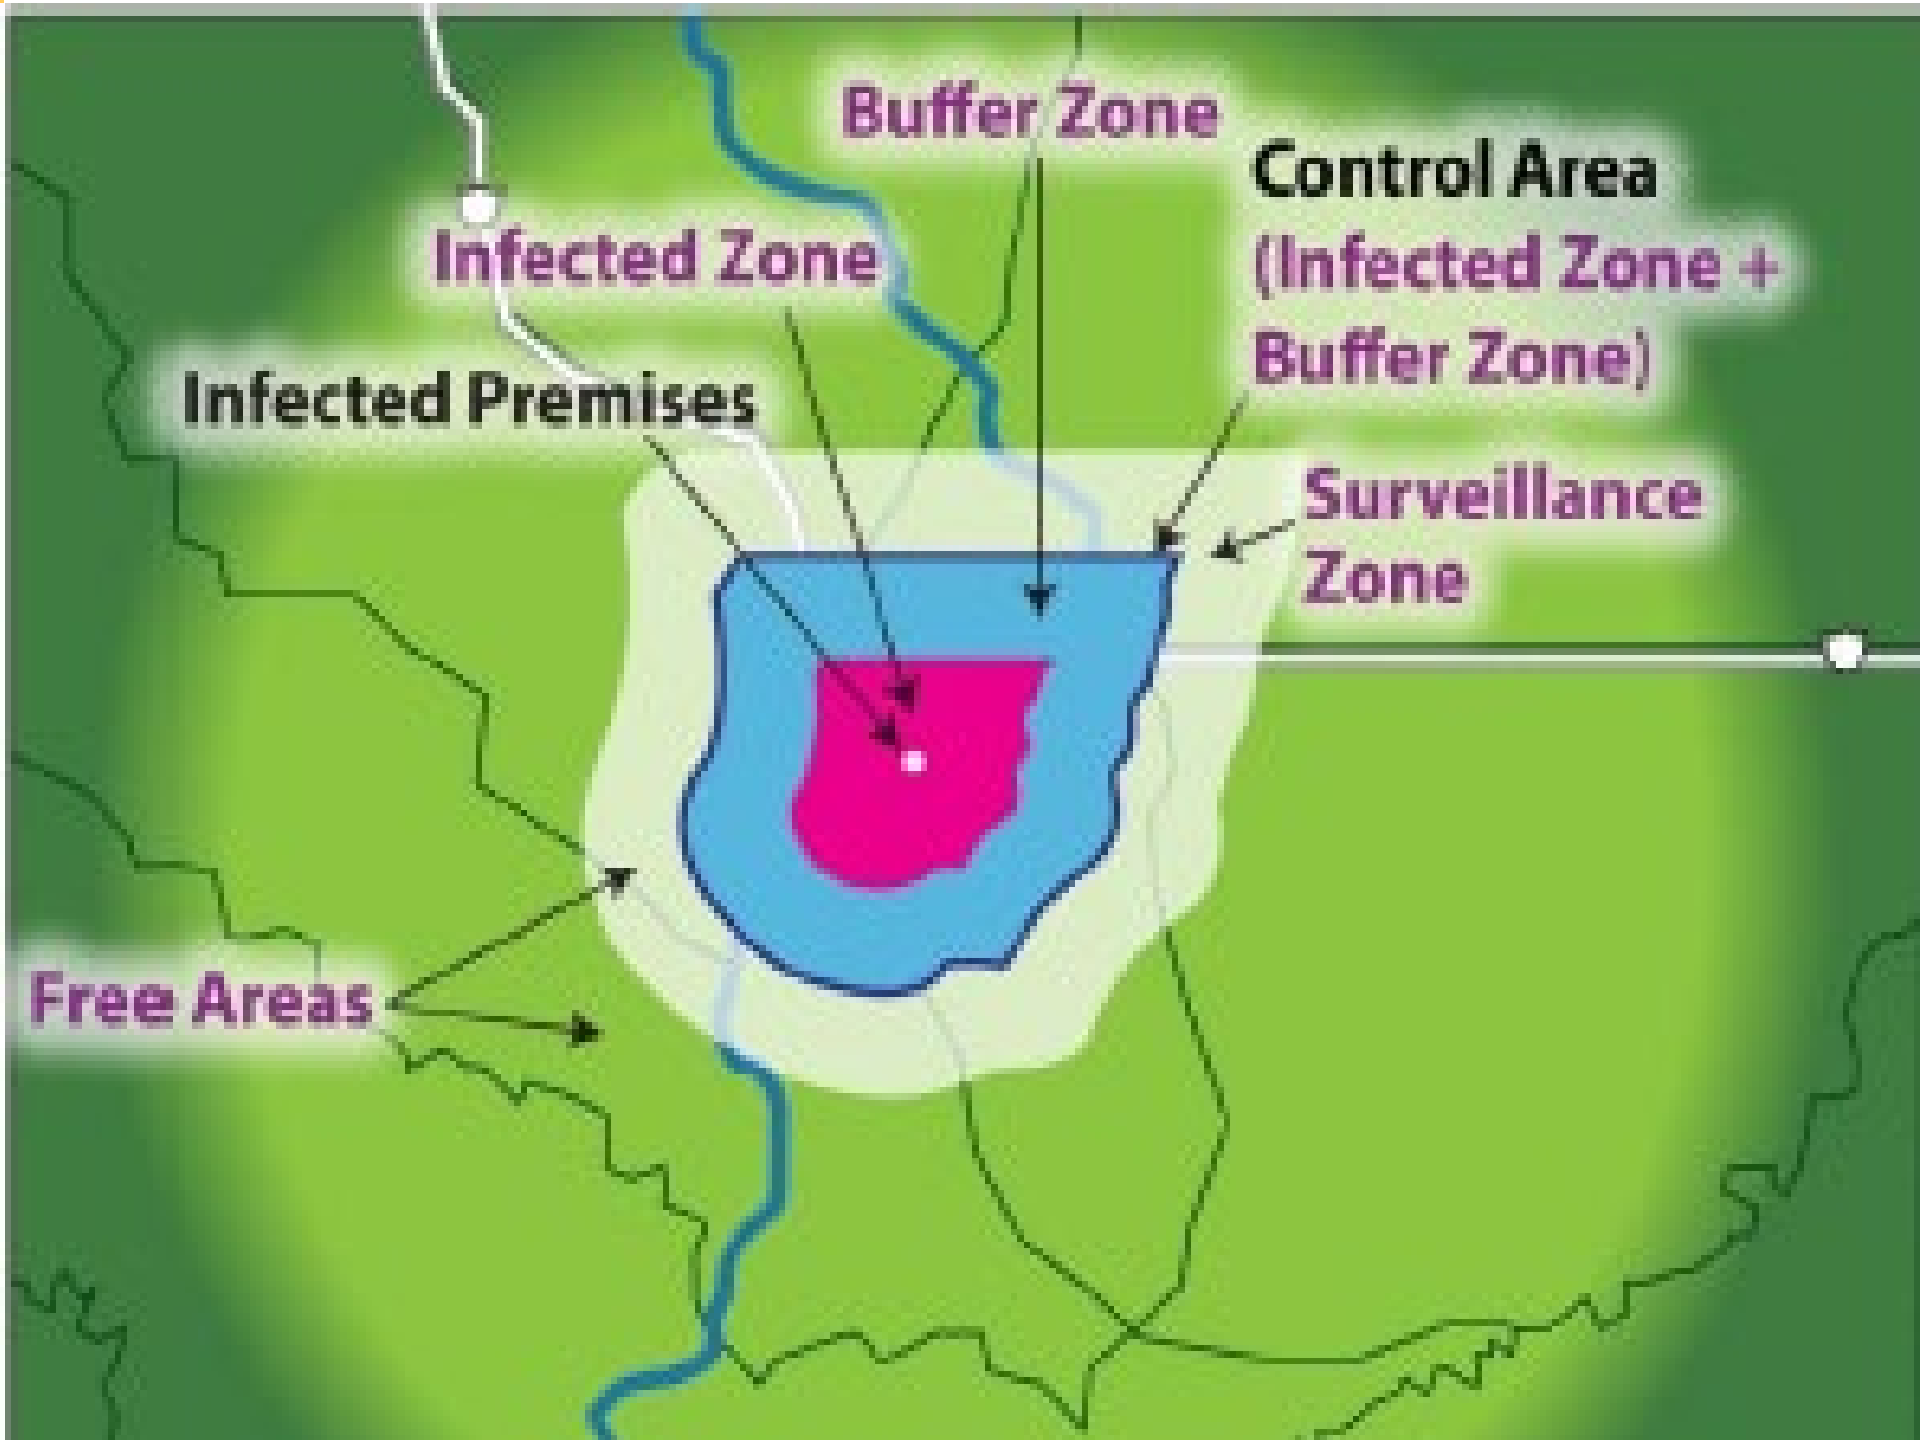 Buffer Zone
Control Area
(Infected Zone +
Buffer Zone)
Infected Zone
Infected Premises
Surveillance
Zone
Free Areas